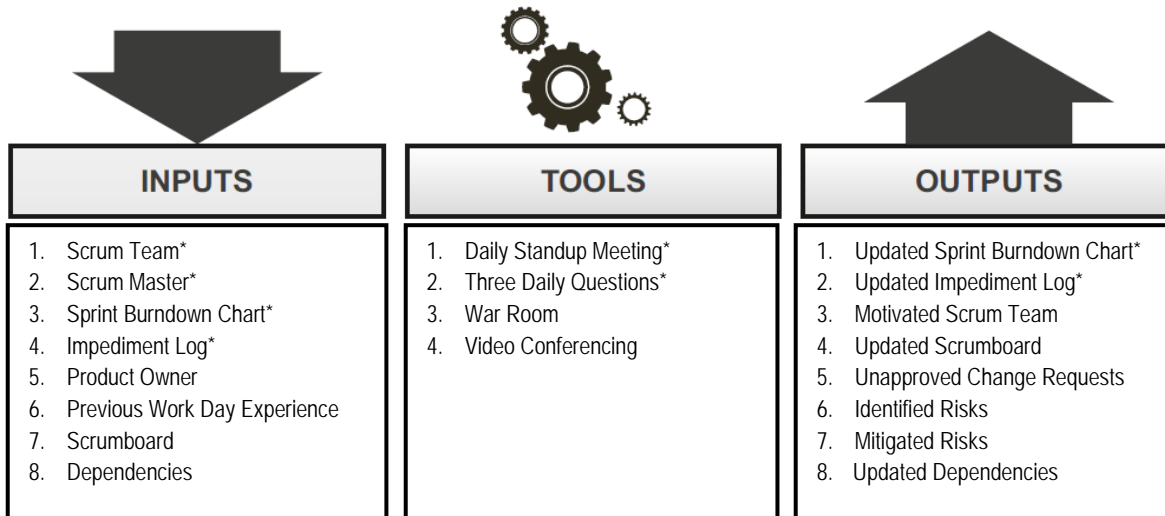 INPUTS
1. Scrum Team*
2. Scrum Master*
3. Sprint Burndown Chart*
4. Impediment Log*
5. Product Owner
6. Previous Work Day Experience
7. Scrumboard
8. Dependencies
TOOLS
1. Daily Standup Meeting*
2. Three Daily Questions*
3. War Room
4. Video Conferencing
OUTPUTS
1. Updated Sprint Burndown Chart*
2. Updated Impediment Log*
3. Motivated Scrum Team
4. Updated Scrumboard
5. Unapproved Change Requests
6. Identified Risks
7. Mitigated Risks
8. Updated Dependencies